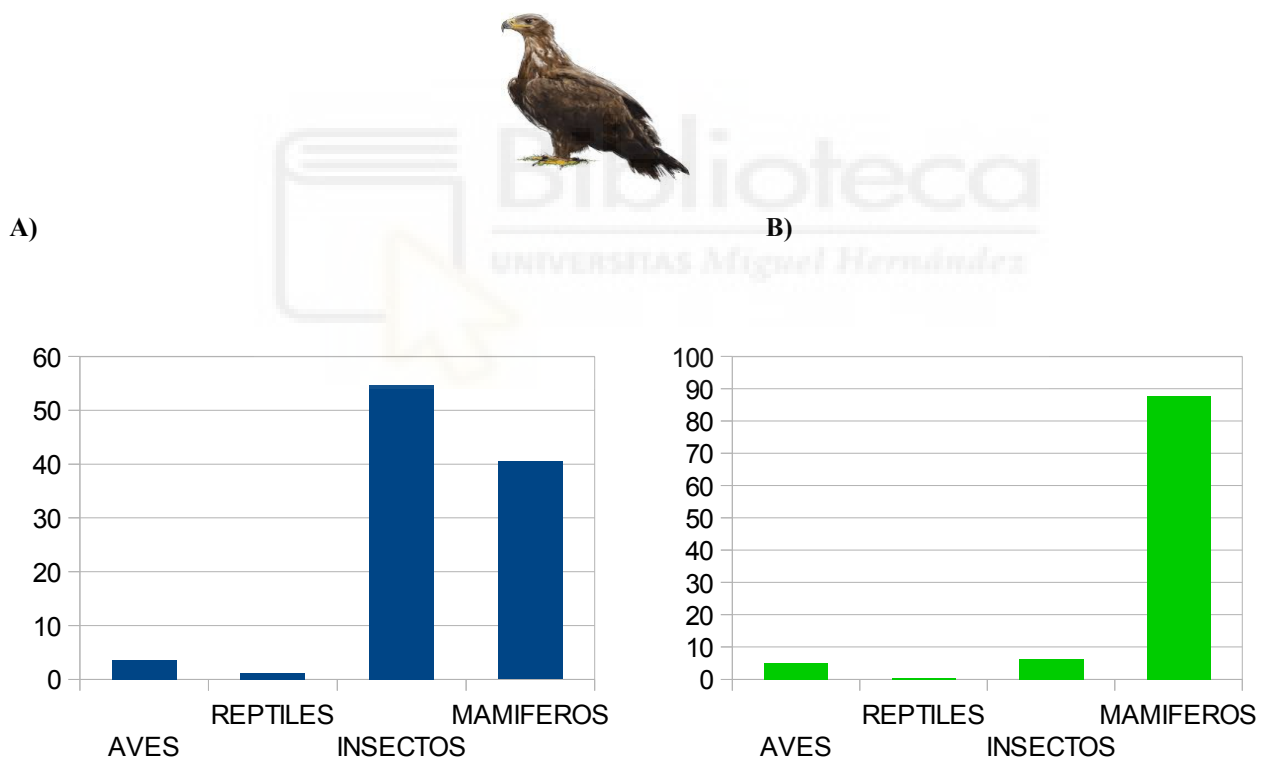 Biblioteca
UNIVERSITAS Miguel Hernández
A)
B)
60
50
40
30
20
10
0
AVES
REPTILES
INSECTOS
MAMIFEROS
100
90
80
70
60
50
40
30
20
10
0
AVES
REPTILES
INSECTOS
MAMIFEROS